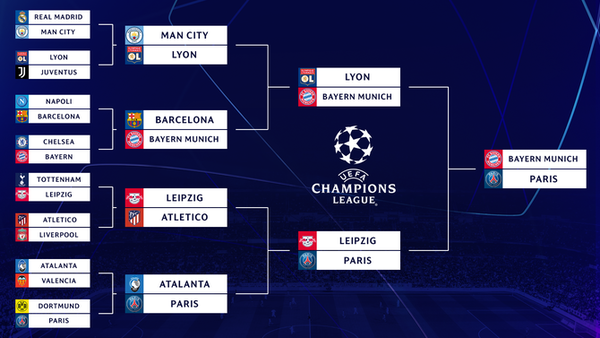 REAL MADRID
MAN CITY
LYON
JUVENTUS
NAPOLI
BARCELONA
CHELSEA
BAYERN
TOTTENHAM
LEIPZIG
ATLETICO
LIVERPOOL
ATALANTA
VALENCIA
DORTMUND
PARIS
MAN CITY
LYON
BARCELONA
BAYERN MUNICH
LEIPZIG
ATLETICO
ATALANTA
PARIS
LYON
BAYERN MUNICH
UEFA
CHAMPIONS
LEAGUE
LEIPZIG
PARIS
BAYERN MUNICH
PARIS